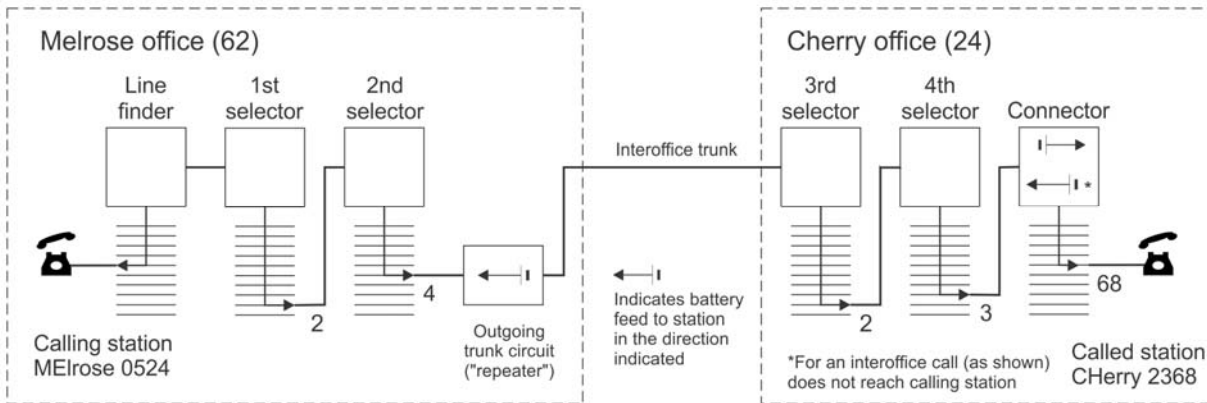 Melrose office (62)
Cherry office (24)
Line
finder
1st
selector
2nd
selector
3rd
selector
4th
selector
Connector
Interoffice trunk
*
2
4
2
3
68
Calling station
MElrose 0524
Outgoing
trunk circuit
("repeater")
Indicates battery
feed to station
in the direction
indicated
*For an interoffice call (as shown)
does not reach calling station
Called station
CHerry 2368